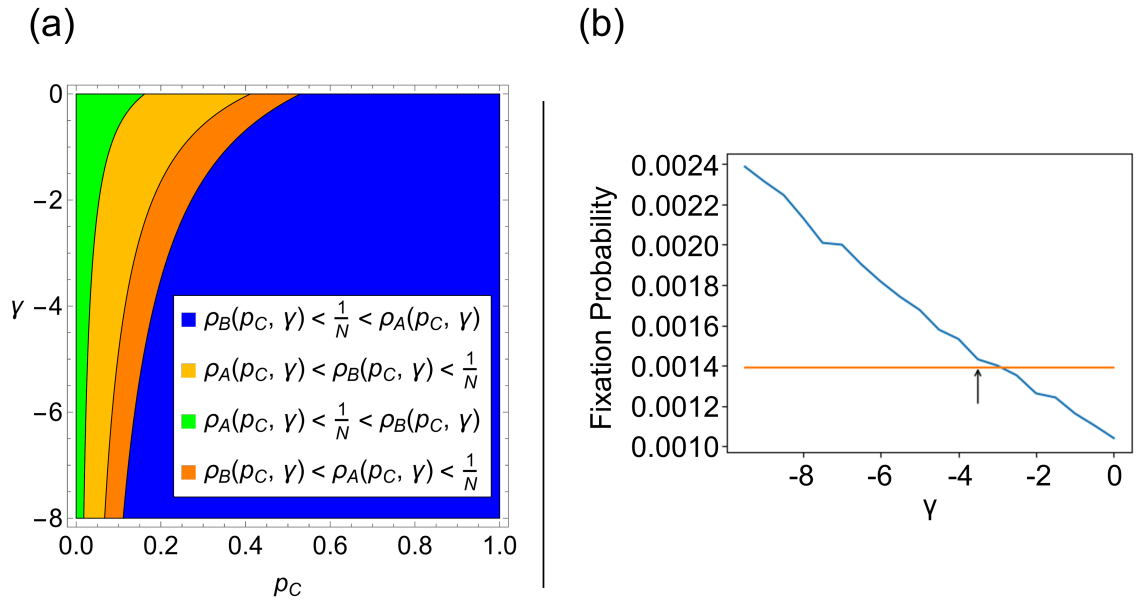 (a)
(b)
0
−2
γ −4
−6
−8
ρ_B(p_C, γ) < 1/N < ρ_A(p_C, γ)
ρ_A(p_C, γ) < ρ_B(p_C, γ) < 1/N
ρ_A(p_C, γ) < 1/N < ρ_B(p_C, γ)
ρ_B(p_C, γ) < ρ_A(p_C, γ) < 1/N
0.0 0.2 0.4 0.6 0.8 1.0
p_C
Fixation Probability
0.0024
0.0022
0.0020
0.0018
0.0016
0.0014
0.0012
0.0010
-8 -6 -4 -2 0
γ